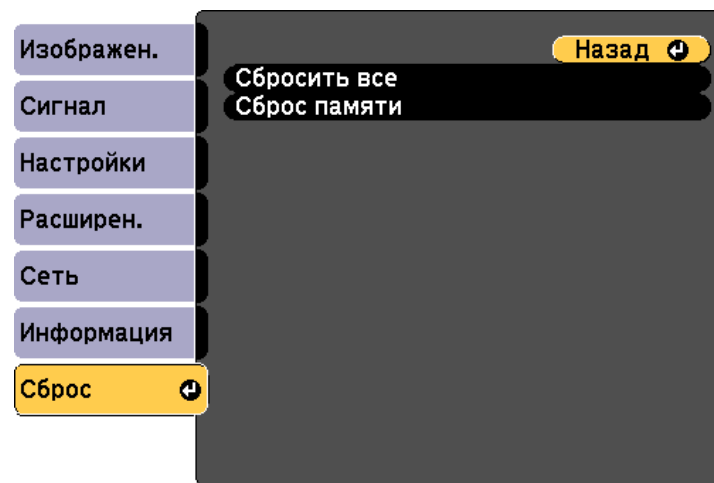 Изображен.
Сигнал
Настройки
Расширен.
Сеть
Информация
Сброс
Назад
Сбросить все
Сброс памяти